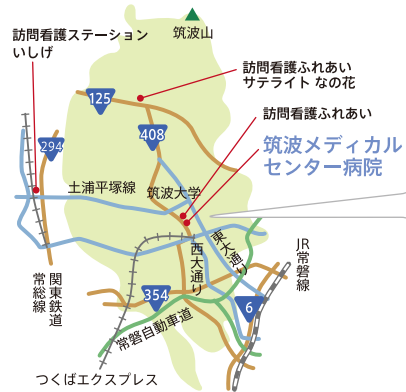 訪問看護ステーション
いしげ
筑波山
訪問看護ふれあい
サテライト なの花
125
訪問看護ふれあい
408
294
筑波メディカル
センター病院
土浦平塚線
筑波大学
東大通り
西大通り
JR常磐線
関東鉄道
常総線
354
6
常磐自動車道
つくばエクスプレス